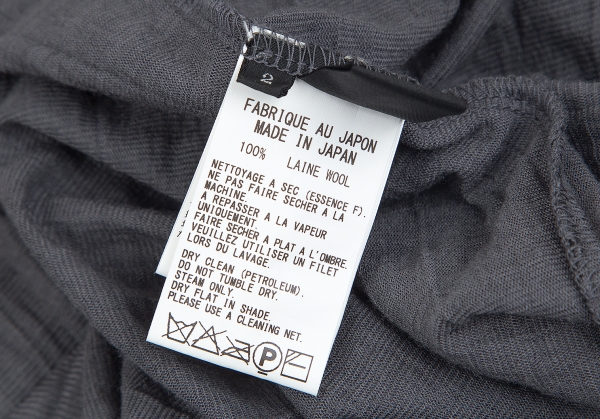 2
FABRIQUE AU JAPON
MADE IN JAPAN
100% LAINE WOOL
NETTOYAGE A SEC (ESSENCE F).
NE PAS FAIRE SECHER A LA
MACHINE.
A REPASSER A LA VAPEUR
UNIQUEMENT.
FAIRE SECHER A PLAT A L'OMBRE.
VEUILLEZ UTILISER UN FILET
LORS DU LAVAGE.
DRY CLEAN (PETROLEUM).
DO NOT TUMBLE DRY.
STEAM ONLY.
DRY FLAT IN SHADE.
PLEASE USE A CLEANING NET.
P